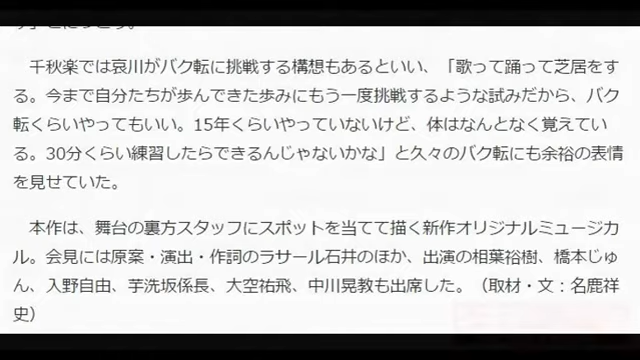 千秋楽では哀川がバク転に挑戦する構想もあるといい、「歌って踊って芝居をす
る。今まで自分たちが歩んできた歩みにもう一度挑戦するような試みだから、バク
転くらいやってもいい。15年くらいやっていないけど、体はなんとなく覚えてい
る。30分くらい練習したらできるんじゃないかな」と久々のバク転にも余裕の表情
を見せていた。
本作は、舞台の裏方スタッフにスポットを当てて描く新作オリジナルミュージカ
ル。会見には原案・演出・作詞のラサール石井のほか、出演の相葉裕樹、橋本じゅ
ん、入野自由、芋洗坂係長、大空祐飛、中川晃教も出席した。（取材・文：名鹿祥
史）